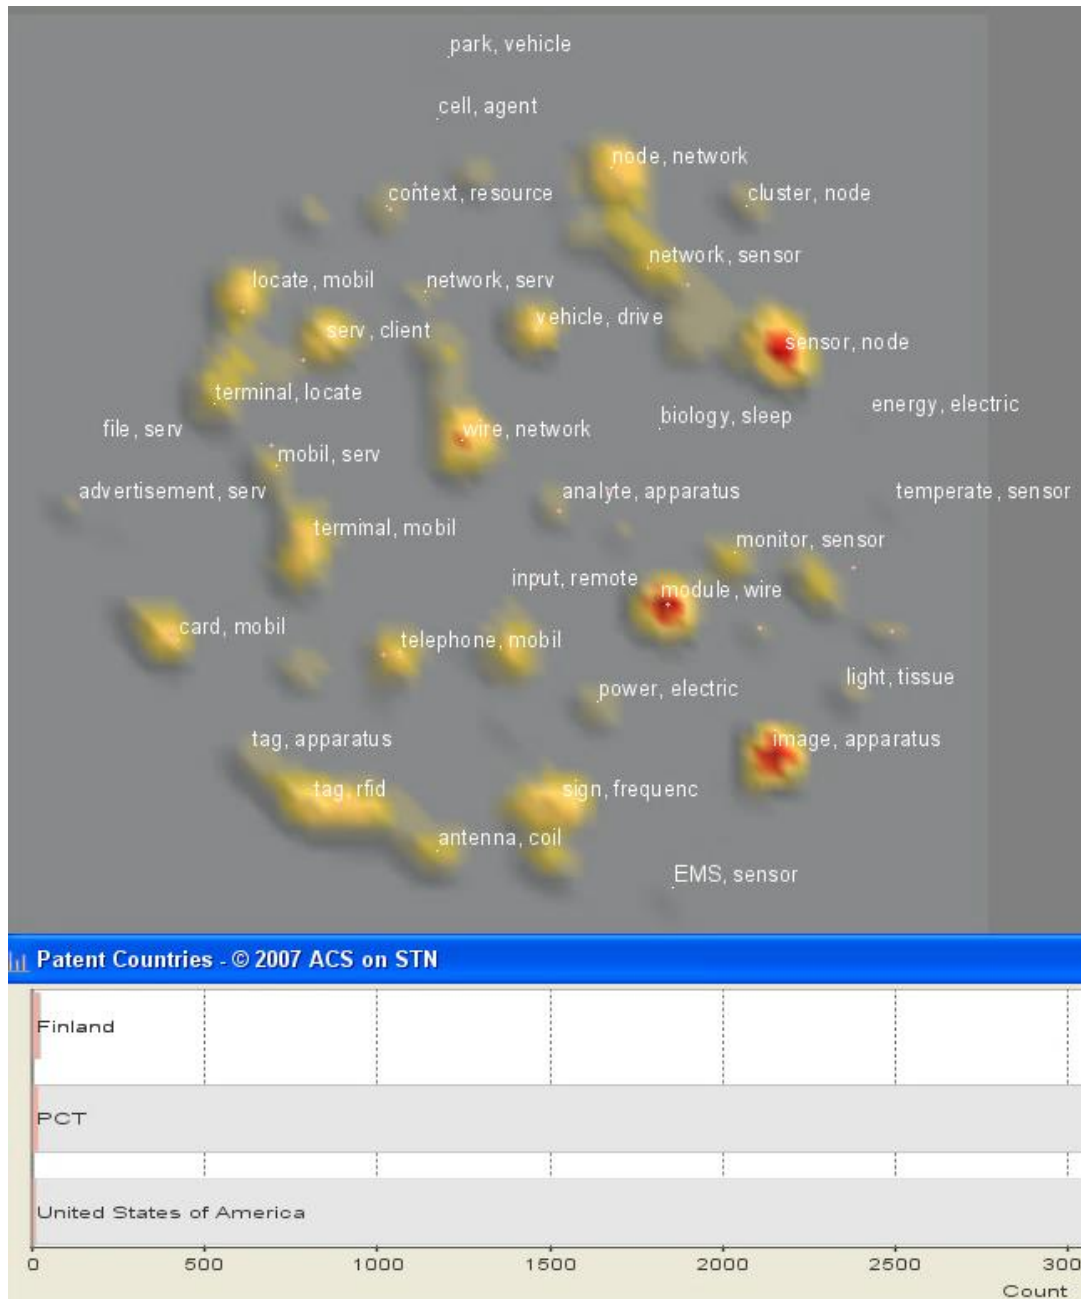 park, vehicle
cell, agent
node, network
context, resource
cluster, node
network, sensor
locate, mobil
network, serv
vehicle, drive
serv, client
sensor, node
terminal, locate
energy, electric
biology, sleep
file, serv
wire, network
mobil, serv
advertisement, serv
analyte, apparatus
temperate, sensor
terminal, mobil
monitor, sensor
input, remote
module, wire
card, mobil
telephone, mobil
light, tissue
power, electric
tag, apparatus
image, apparatus
tag, rfid
sign, frequenc
antenna, coil
EMS, sensor
Patent Countries - © 2007 ACS on STN
Finland
PCT
United States of America
0 500 1000 1500 2000 2500 300
Count